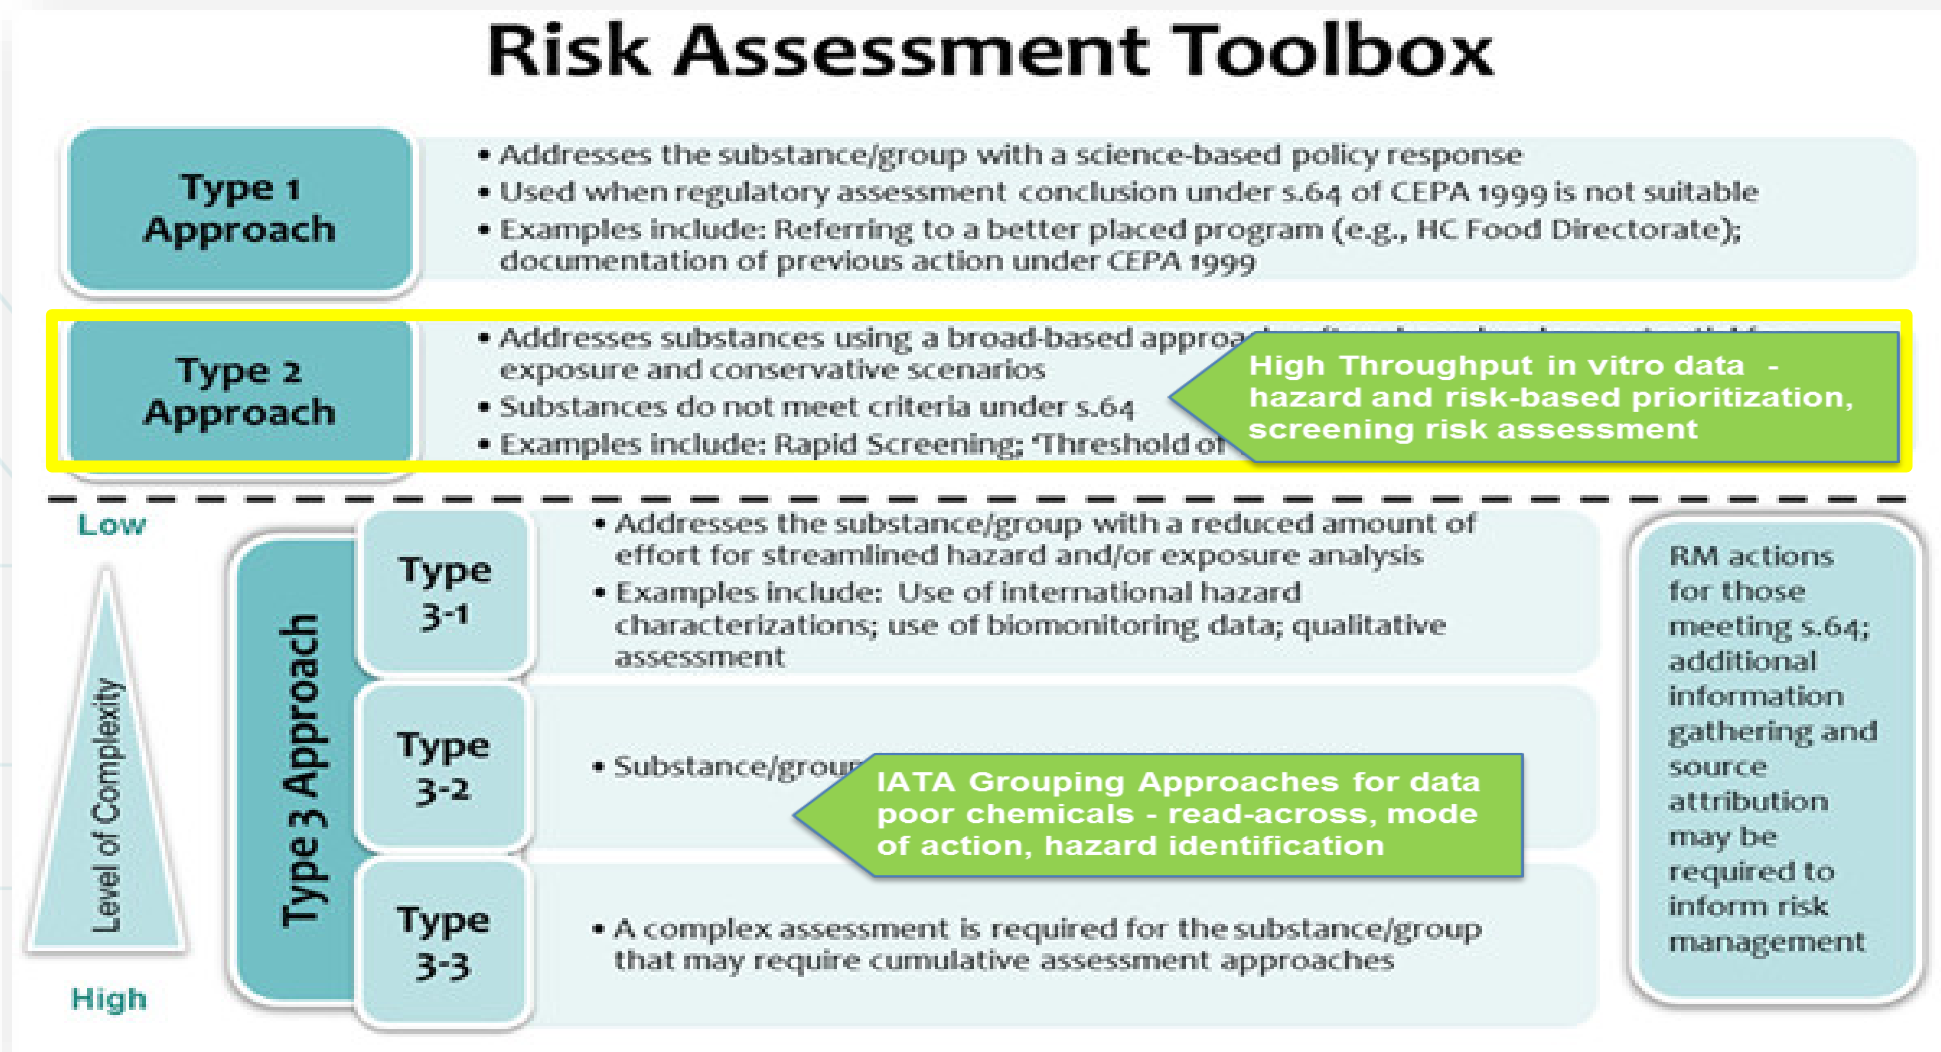 Risk Assessment Toolbox
Type 1
Approach
• Addresses the substance/group with a science-based policy response
• Used when regulatory assessment conclusion under s.64 of CEPA 1999 is not suitable
• Examples include: Referring to a better placed program (e.g., HC Food Directorate);
documentation of previous action under CEPA 1999
Type 2
Approach
• Addresses substances using a broad-based
exposure and conservative scenarios
• Substances do not meet criteria under s.64
• Examples include: Rapid Screening; ‘Threshold of
High Throughput in vitro data -
hazard and risk-based prioritization,
screening risk assessment
Low
Level of Complexity
High
Type 3 Approach
Type
3-1
• Addresses the substance/group with a reduced amount of
effort for streamlined hazard and/or exposure analysis
• Examples include: Use of international hazard
characterizations; use of biomonitoring data; qualitative
assessment
Type
3-2
• Substance/group
IATA Grouping Approaches for data
poor chemicals - read-across, mode
of action, hazard identification
Type
3-3
• A complex assessment is required for the substance/group
that may require cumulative assessment approaches
RM actions
for those
meeting s.64;
additional
information
gathering and
source
attribution
may be
required to
inform risk
management